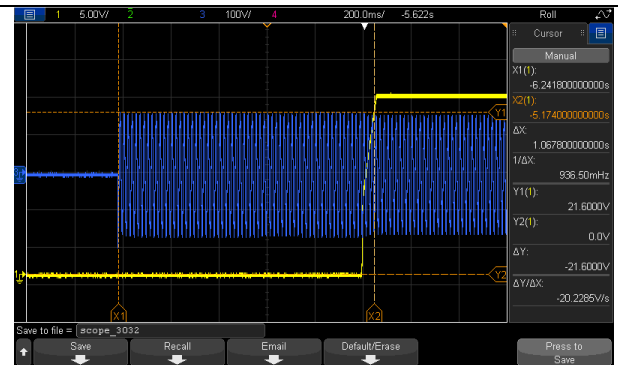 1 5.00V/ 2 3 100V/ 4 200.0ms/ -5.622s Roll
Cursor
Manual
X1(1):
-6.241800000000s
X2(1):
-5.174000000000s
ΔX:
1.067800000000s
1/ΔX:
936.50mHz
Y1(1):
21.6000V
Y2(1):
0.0V
ΔY:
-21.6000V
ΔY/ΔX:
-20.2285V/s
Y1
3
1
Y2
X1 X2
Save to file = scope_3032
Save Recall Email Default/Erase Press to
Save